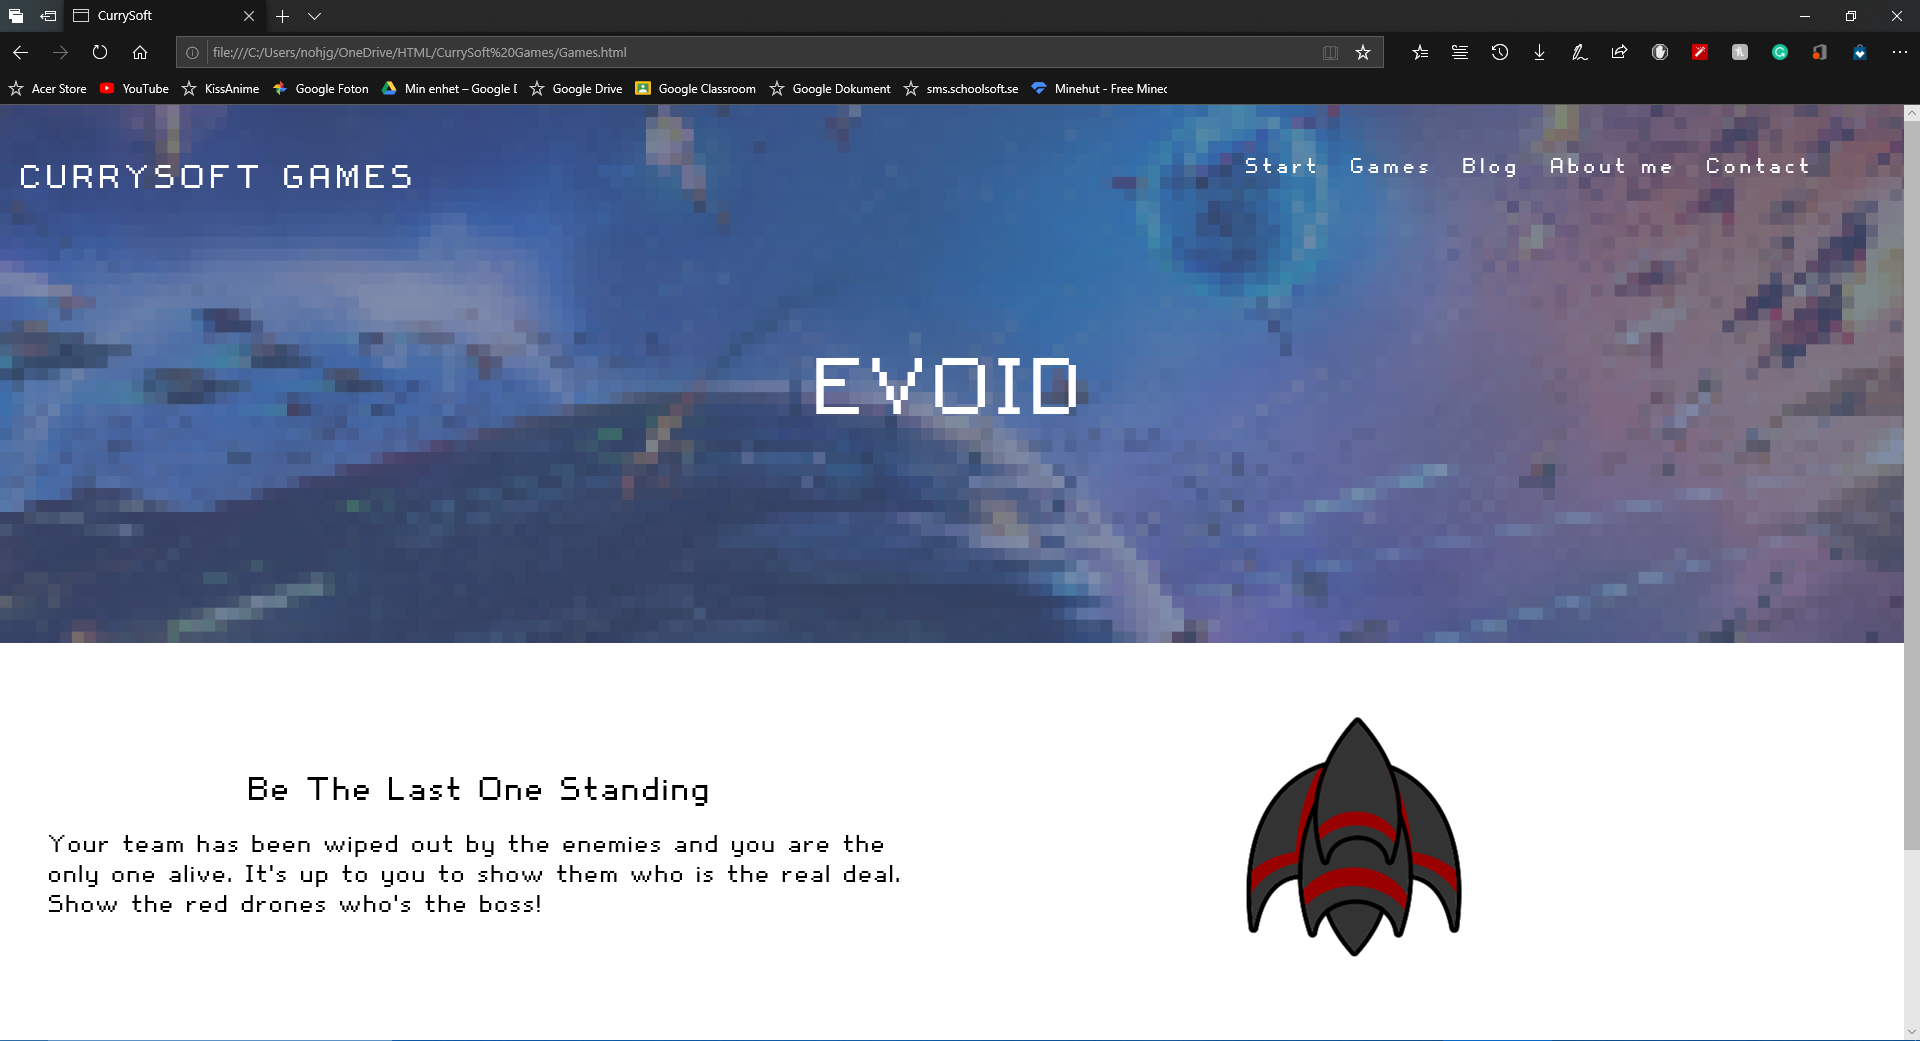 CurrySoft
file:///C:/Users/nohjg/OneDrive/HTML/CurrySoft%20Games/Games.html
Acer Store YouTube KissAnime Google Foton Min enhet – Google Google Drive Google Classroom Google Dokument sms.schoolsoft.se Minehut - Free
CURRYSOFT GAMES
Start Games Blog About me Contact
EVOID
Be The Last One Standing
Your team has been wiped out by the enemies and you are the
only one alive. It's up to you to show them who is the real deal.
Show the red drones who's the boss!